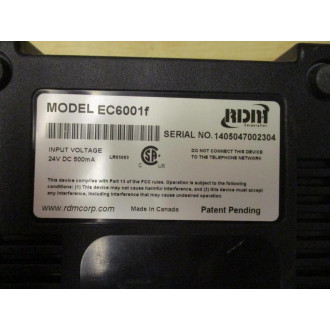 MODEL EC6001f
RDM
Corporation
SERIAL NO. 1405047002304
INPUT VOLTAGE
24V DC 500mA
LR63603
DO NOT CONNECT THIS DEVICE
TO THE TELEPHONE NETWORK
This device complies with Part 15 of the FCC rules. Operation is subject to the following
conditions: (1) This device may not cause harmful interference, and (2) this device must accept
any interference received, including interference that may cause undesired operation.
www.rdmcorp.com
Made in Canada
Patent Pending